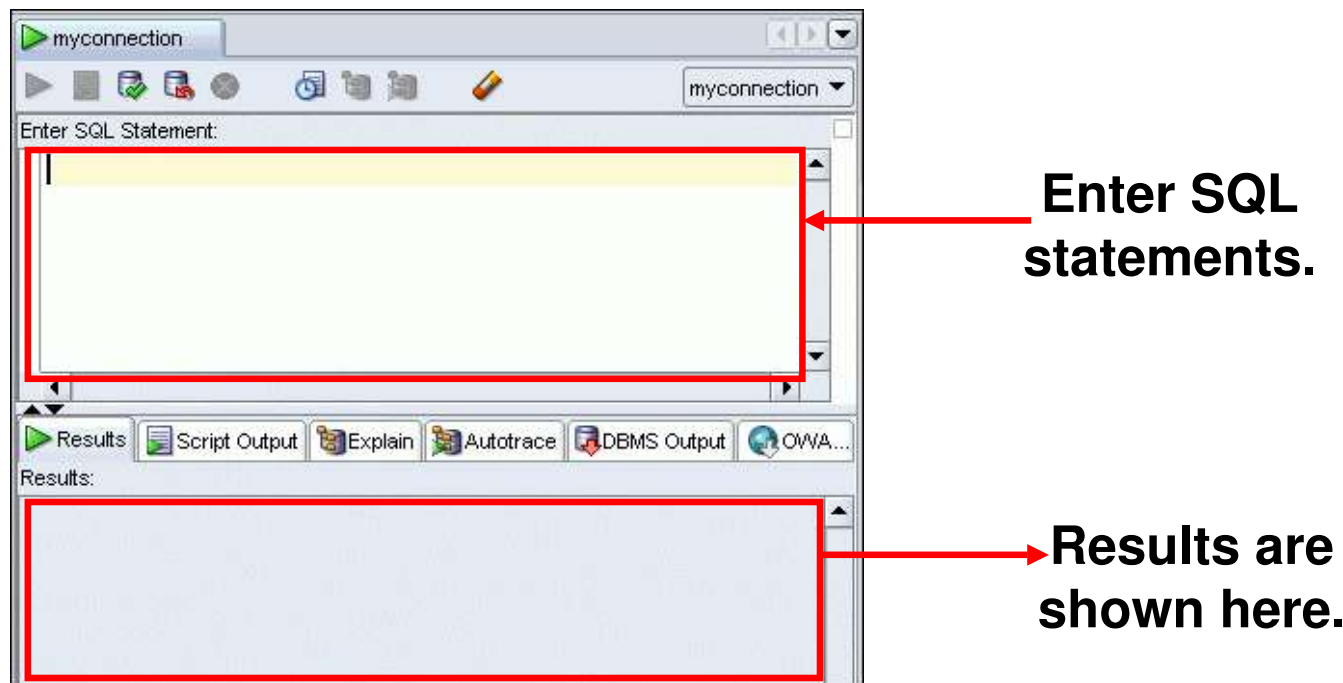 myconnection
myconnection
Enter SQL Statement:
Enter SQL
statements.
Results Script Output Explain Autotrace DBMS Output OWA...
Results:
Results are
shown here.